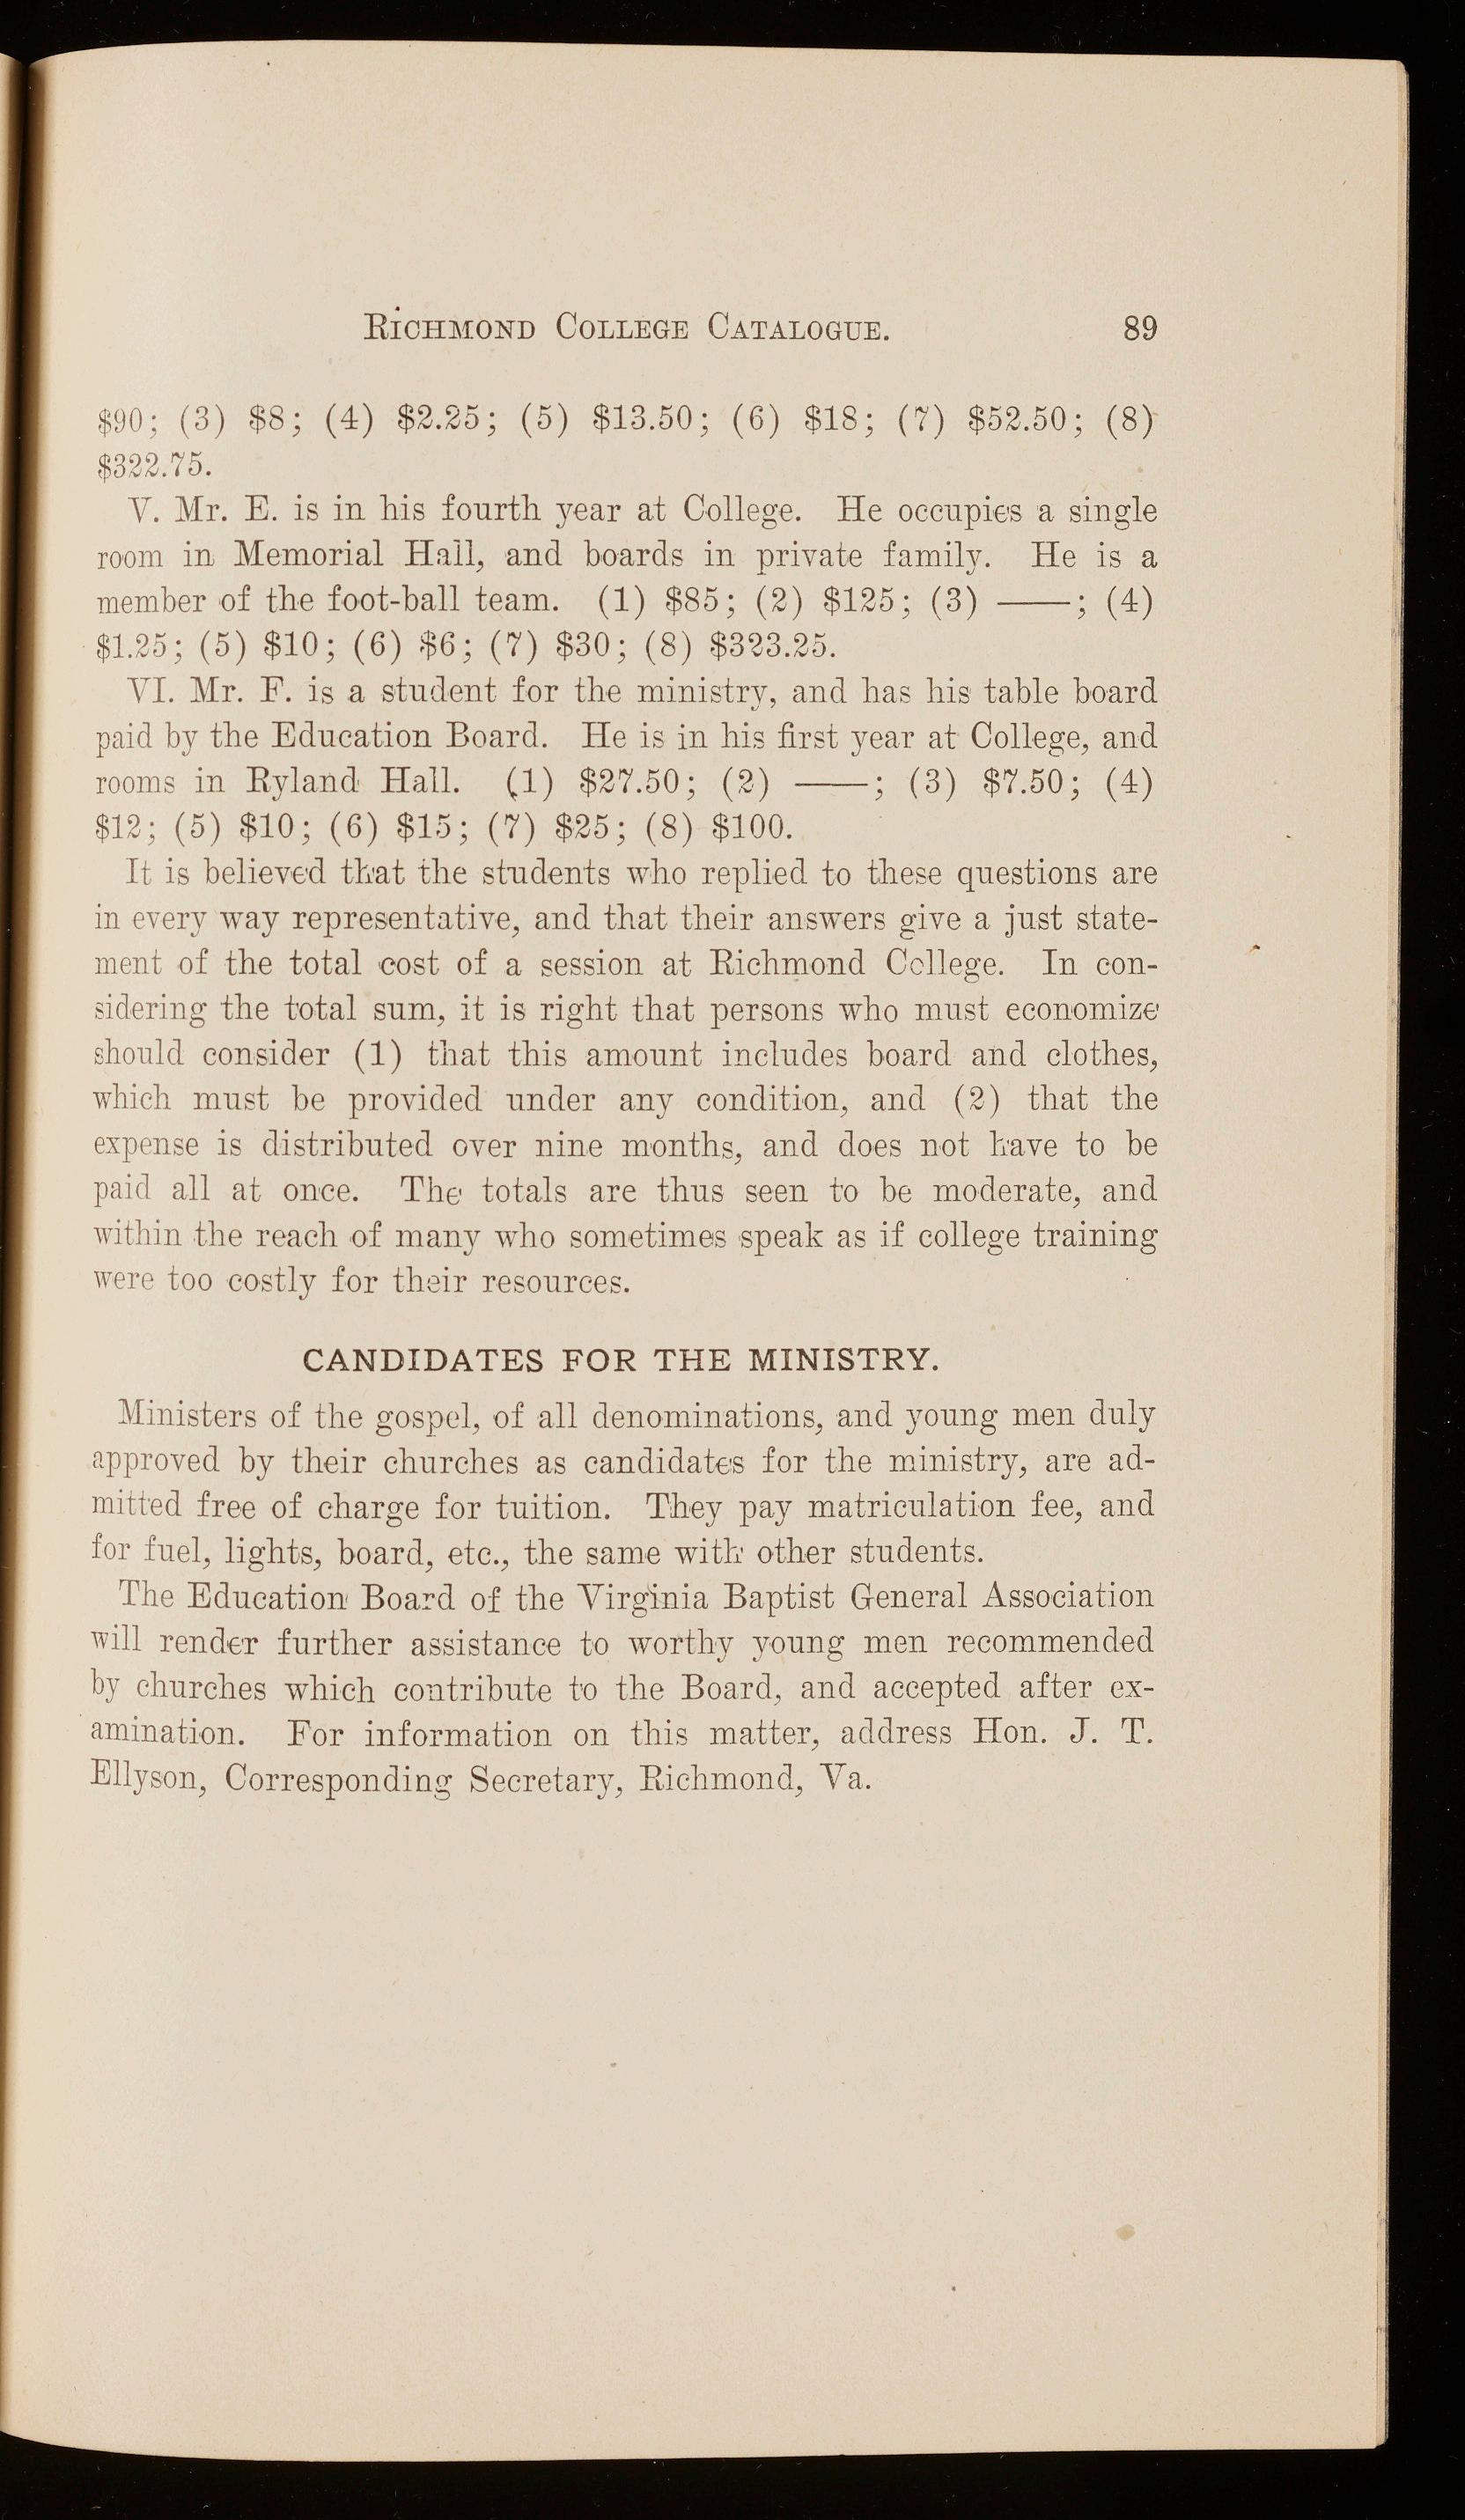 RICHMOND COLLEGE CATALOGUE. 89
$90; (3) $8; (4) $2.25; (5) $13.50; (6) $18; (7) $52.50; (8)
$322.75.
V. Mr. E. is in his fourth year at College. He occupies a single
room in Memorial Hall, and boards in private family. He is a
member of the foot-ball team. (1) $85; (2) $125; (3) ——; (4)
$1.25; (5) $10; (6) $6; (7) $30; (8) $323.25.
VI. Mr. F. is a student for the ministry, and has his table board
paid by the Education Board. He is in his first year at College, and
rooms in Ryland Hall. (1) $27.50; (2) ——; (3) $7.50; (4)
$12; (5) $10; (6) $15; (7) $25; (8) $100.
It is believed that the students who replied to these questions are
in every way representative, and that their answers give a just state-
ment of the total cost of a session at Richmond College. In con-
sidering the total sum, it is right that persons who must economize
should consider (1) that this amount includes board and clothes,
which must be provided under any condition, and (2) that the
expense is distributed over nine months, and does not have to be
paid all at once. The totals are thus seen to be moderate, and
within the reach of many who sometimes speak as if college training
were too costly for their resources.
CANDIDATES FOR THE MINISTRY.
Ministers of the gospel, of all denominations, and young men duly
approved by their churches as candidates for the ministry, are ad-
mitted free of charge for tuition. They pay matriculation fee, and
for fuel, lights, board, etc., the same with other students.
The Education Board of the Virginia Baptist General Association
will render further assistance to worthy young men recommended
by churches which contribute to the Board, and accepted after ex-
amination. For information on this matter, address Hon. J. T.
Ellyson, Corresponding Secretary, Richmond, Va.